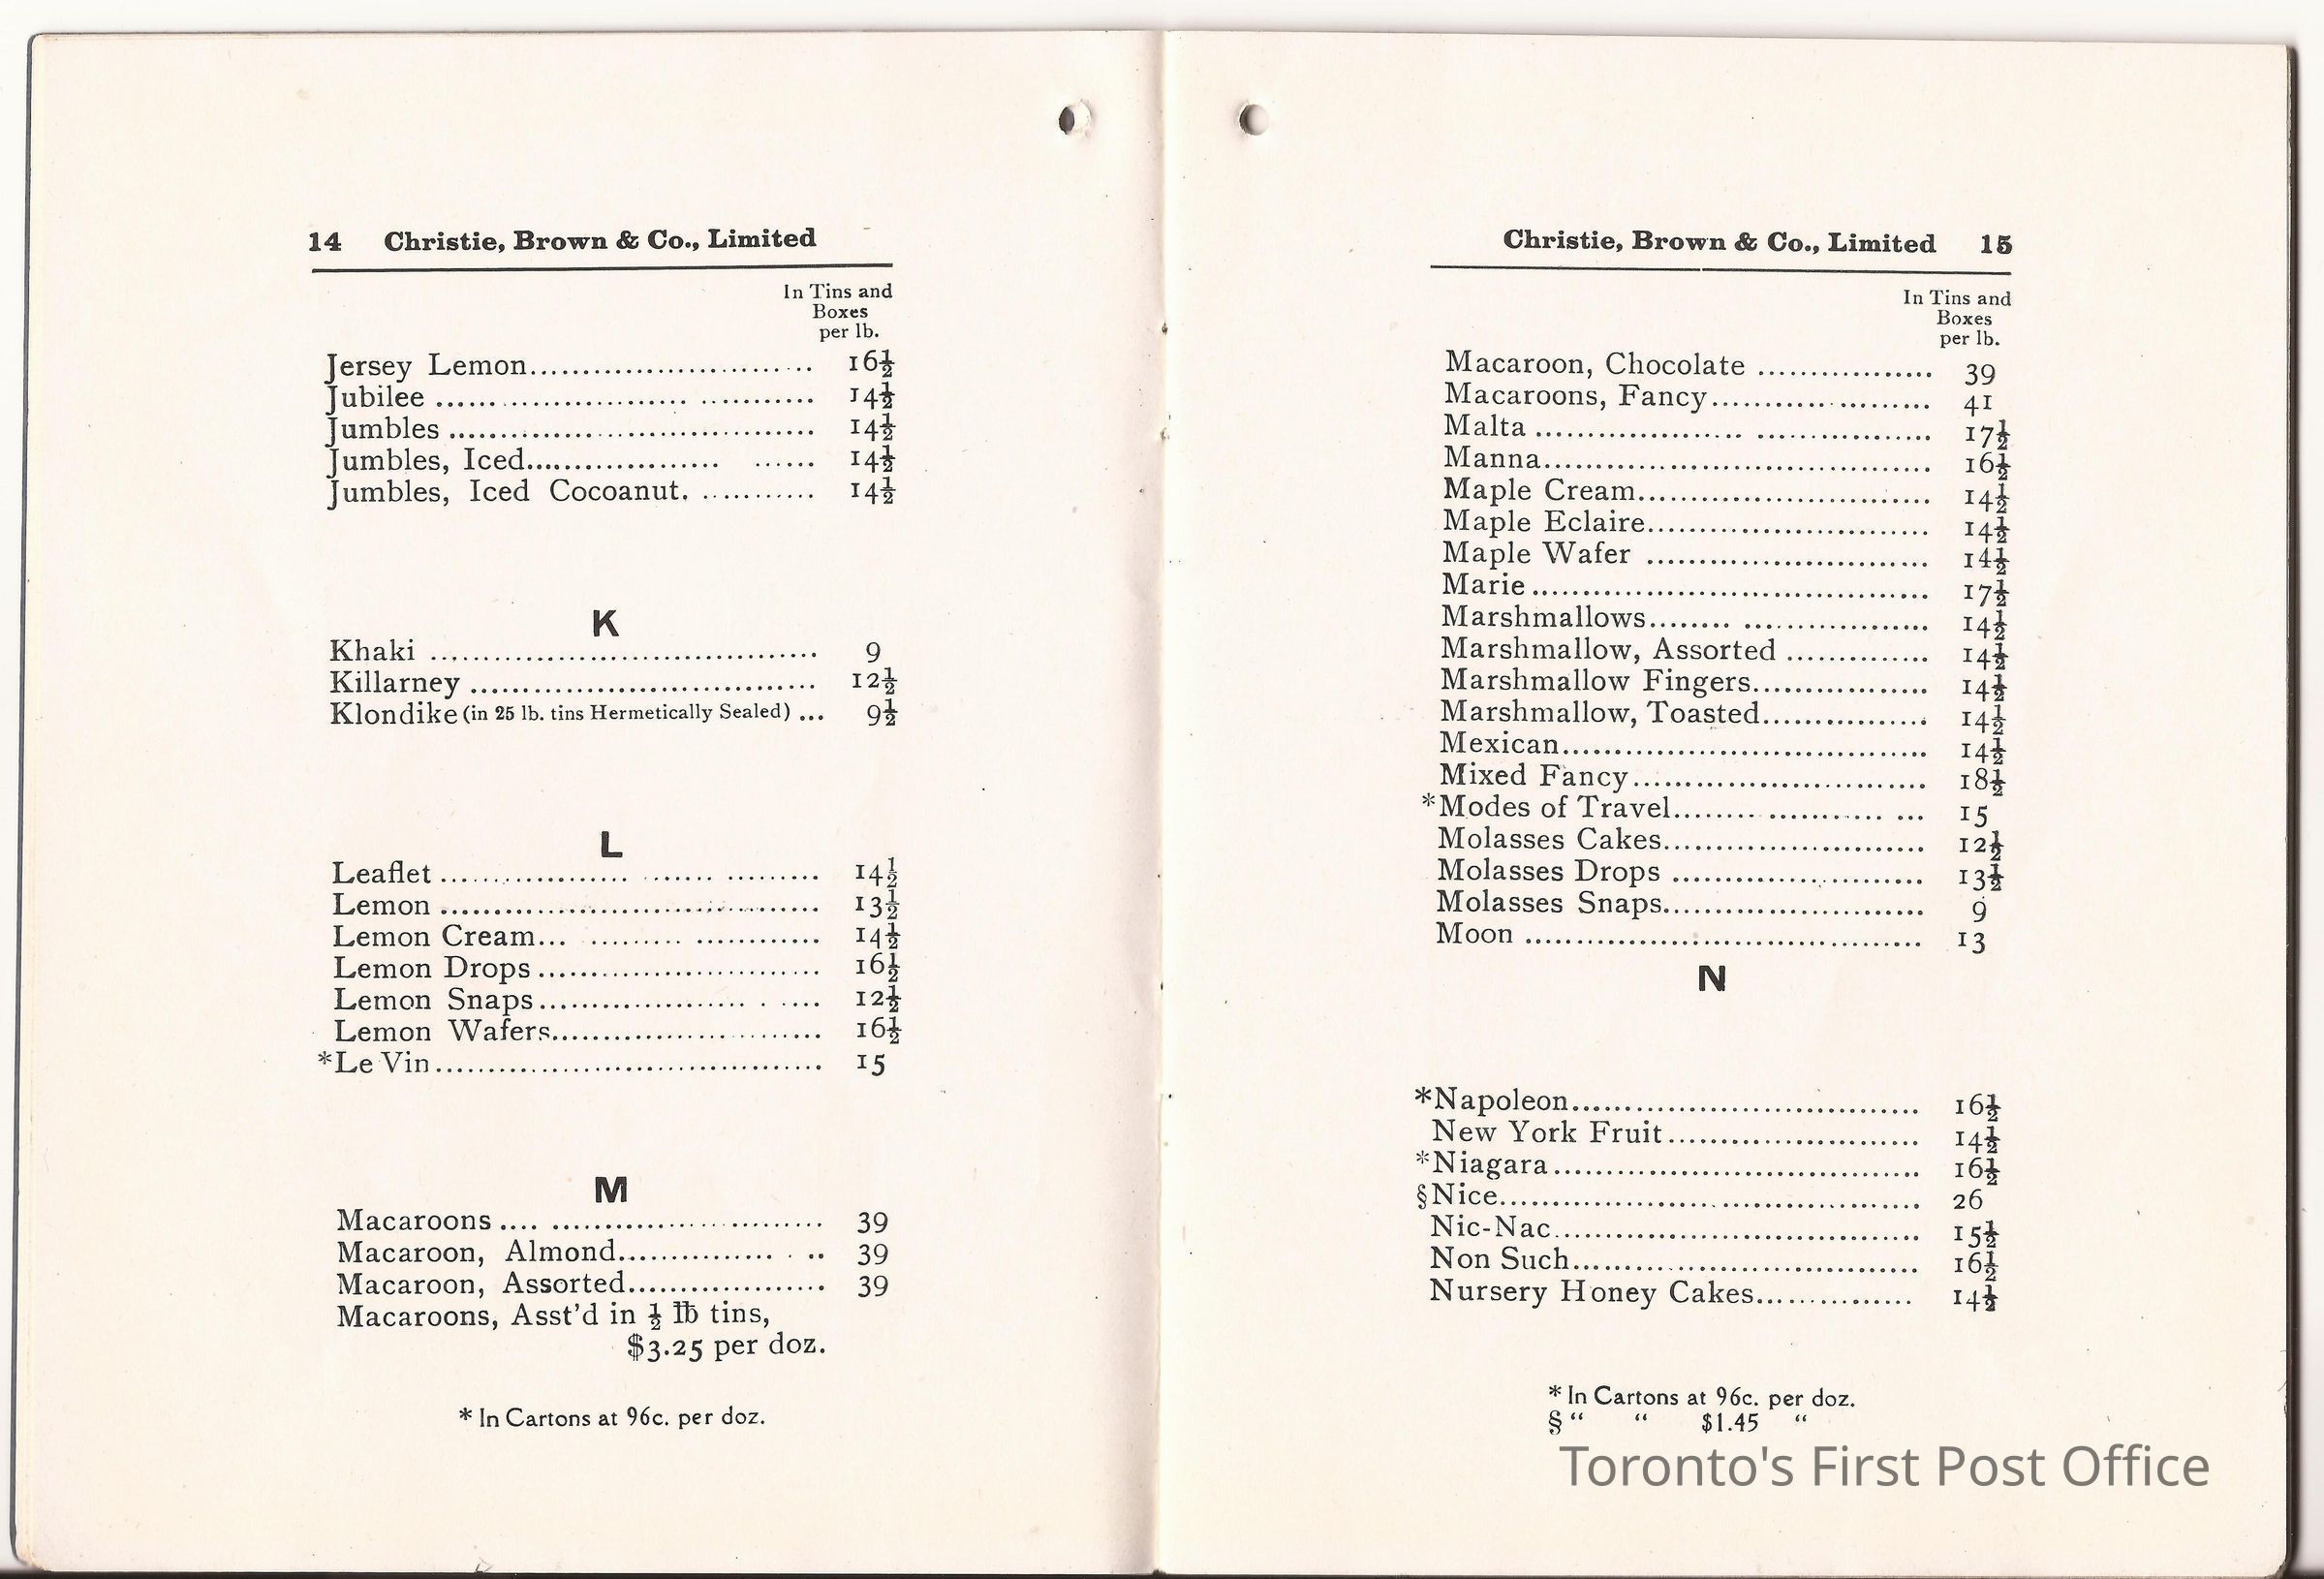 14 Christie, Brown & Co., Limited
In Tins and
Boxes
per lb.
Jersey Lemon........................... 16½
Jubilee .................................... 14½
Jumbles ................................... 14½
Jumbles, Iced................... ...... 14½
Jumbles, Iced Cocoanut. ........... 14½
K
Khaki ..................................... 9
Killarney ................................. 12½
Klondike (in 25 lb. tins Hermetically Sealed) ... 9½
L
Leaflet .................. ...... ......... 14½
Lemon .................................... 13½
Lemon Cream... ......... ............ 14½
Lemon Drops ........................... 16½
Lemon Snaps.................... . .... 12½
Lemon Wafers.......................... 16½
*Le Vin..................................... 15
M
Macaroons .... .......................... 39
Macaroon, Almond............... . .. 39
Macaroon, Assorted................... 39
Macaroons, Asst'd in ½ lb tins,
$3.25 per doz.
* In Cartons at 96c. per doz.
Christie, Brown & Co., Limited 15
In Tins and
Boxes
per lb.
Macaroon, Chocolate ................. 39
Macaroons, Fancy..................... 41
Malta .................... ................. 17½
Manna..................................... 16½
Maple Cream............................ 14½
Maple Eclaire........................... 14½
Maple Wafer ........................... 14½
Marie ...................................... 17½
Marshmallows........ .................. 14½
Marshmallow, Assorted .............. 14½
Marshmallow Fingers................. 14½
Marshmallow, Toasted................ 14½
Mexican................................... 14½
Mixed Fancy............................ 18½
*Modes of Travel........ ........... ... 15
Molasses Cakes......................... 12½
Molasses Drops ........................ 13½
Molasses Snaps......................... 9
Moon ...................................... 13
N
*Napoleon................................. 16½
New York Fruit........................ 14½
*Niagara................................... 16½
§Nice........................................ 26
Nic-Nac................................... 15½
Non Such................................. 16½
Nursery Honey Cakes............... 14½
* In Cartons at 96c. per doz.
§ “ “ $1.45 “
Toronto's First Post Office